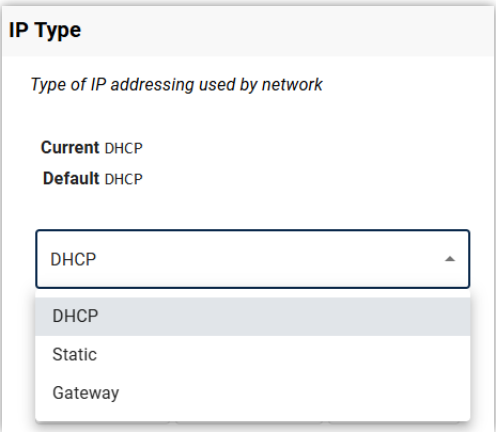 IP Type
Type of IP addressing used by network
Current DHCP
Default DHCP
DHCP
DHCP
Static
Gateway